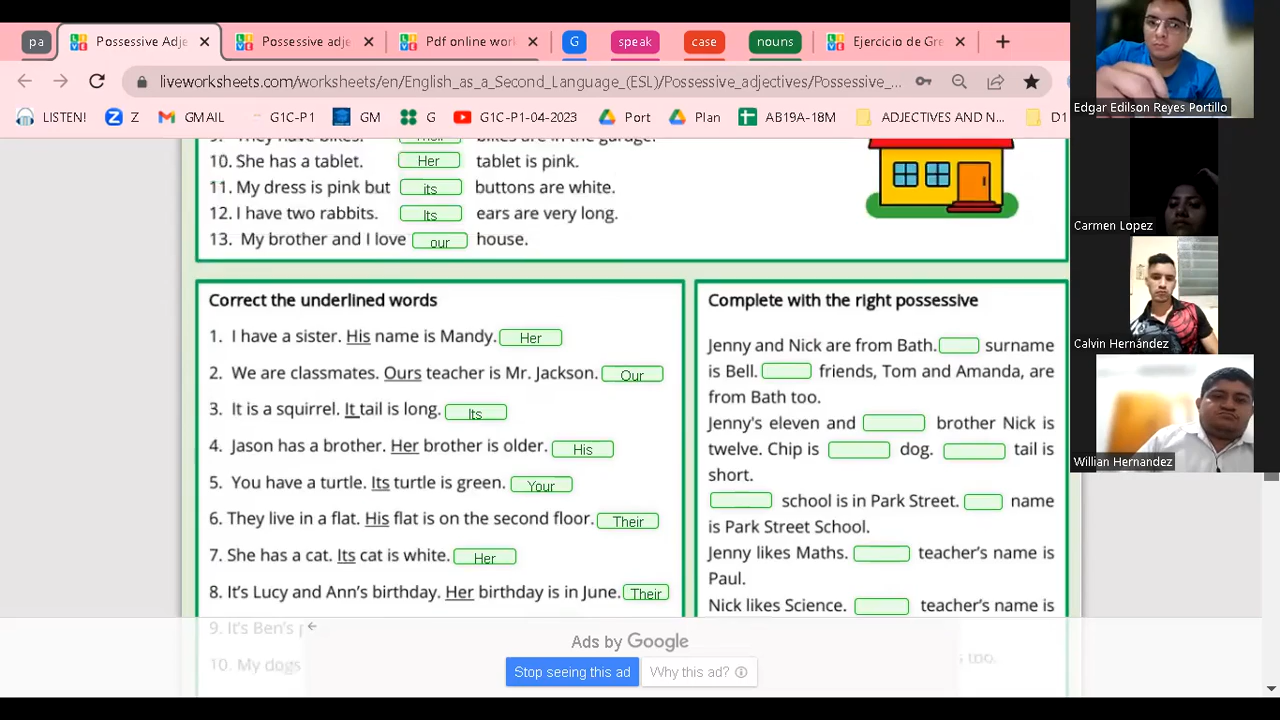 pa
Possessive Adje
Possessive adje
Pdf online wor
G
speak
case
nouns
Ejercicio de Gre
liveworksheets.com/worksheets/en/English_as_a_Second_Language_(ESL)/Possessive_adjectives/Possessive_...
LISTEN!
Z
GMAIL
G1C-P1
GM
G
G1C-P1-04-2023
Port
Plan
AB19A-18M
ADJECTIVES AND N...
D1
10. She has a tablet. Her tablet is pink.
11. My dress is pink but its buttons are white.
12. I have two rabbits. Its ears are very long.
13. My brother and I love our house.
Correct the underlined words
1. I have a sister. His name is Mandy. Her
2. We are classmates. Ours teacher is Mr. Jackson. Our
3. It is a squirrel. It tail is long. Its
4. Jason has a brother. Her brother is older. His
5. You have a turtle. Its turtle is green. Your
6. They live in a flat. His flat is on the second floor. Their
7. She has a cat. Its cat is white. Her
8. It's Lucy and Ann's birthday. Her birthday is in June. Their
9. It's Ben's
10. My dogs
Complete with the right possessive
Jenny and Nick are from Bath. surname
is Bell. friends, Tom and Amanda, are
from Bath too.
Jenny's eleven and brother Nick is
twelve. Chip is dog. tail is
short.
school is in Park Street. name
is Park Street School.
Jenny likes Maths. teacher's name is
Paul.
Nick likes Science. teacher's name is
too.
Ads by Google
Stop seeing this ad
Why this ad?
Edgar Edilson Reyes Portillo
Carmen Lopez
Calvin Hernández
Willian Hernandez